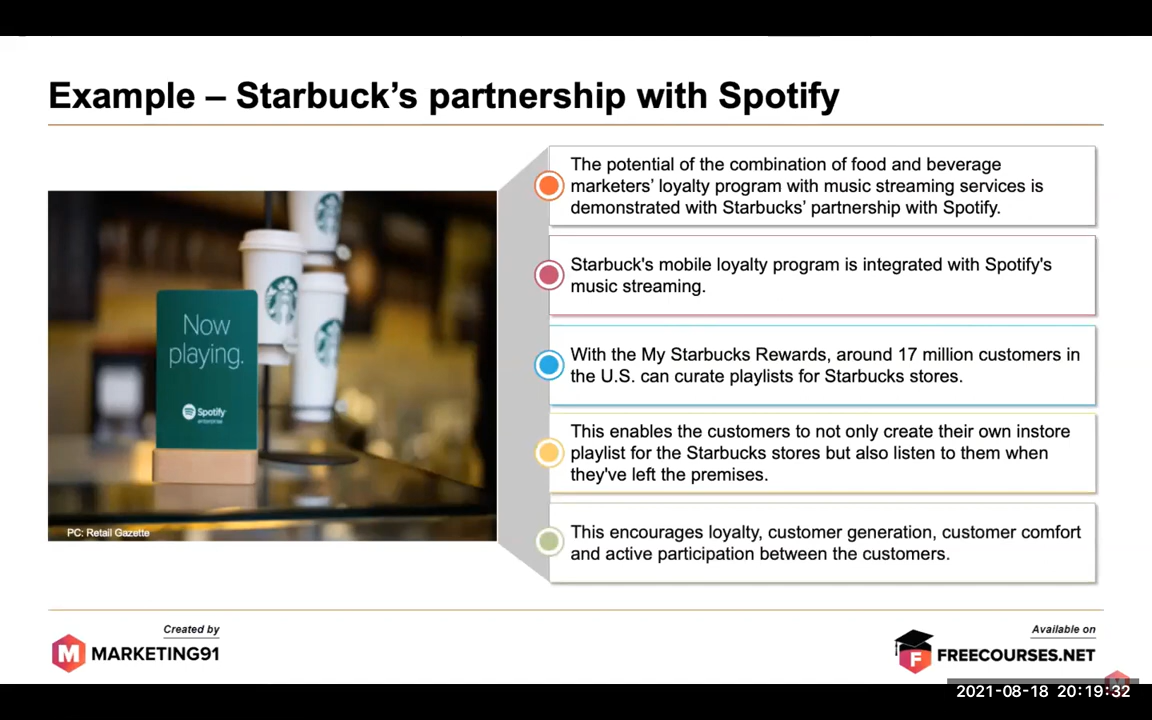 Example – Starbuck’s partnership with Spotify
The potential of the combination of food and beverage
marketers’ loyalty program with music streaming services is
demonstrated with Starbucks’ partnership with Spotify.
Starbuck's mobile loyalty program is integrated with Spotify's
music streaming.
With the My Starbucks Rewards, around 17 million customers in
the U.S. can curate playlists for Starbucks stores.
This enables the customers to not only create their own instore
playlist for the Starbucks stores but also listen to them when
they've left the premises.
This encourages loyalty, customer generation, customer comfort
and active participation between the customers.
Now
playing.
Spotify
enterprise
PC: Retail Gazette
Created by
M MARKETING91
Available on
F FREECOURSES.NET
2021-08-18 20:19:32